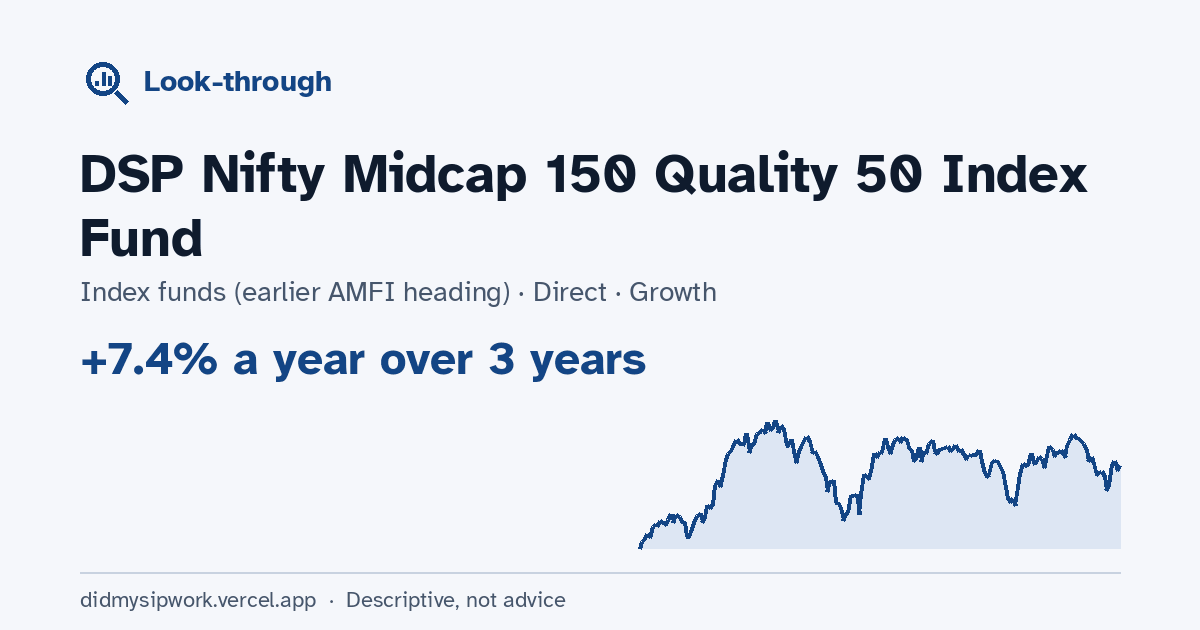 Look-through
DSP Nifty Midcap 150 Quality 50 Index
Fund
Index funds (earlier AMFI heading) · Direct · Growth
+7.4% a year over 3 years
didmysipwork.vercel.app · Descriptive, not advice